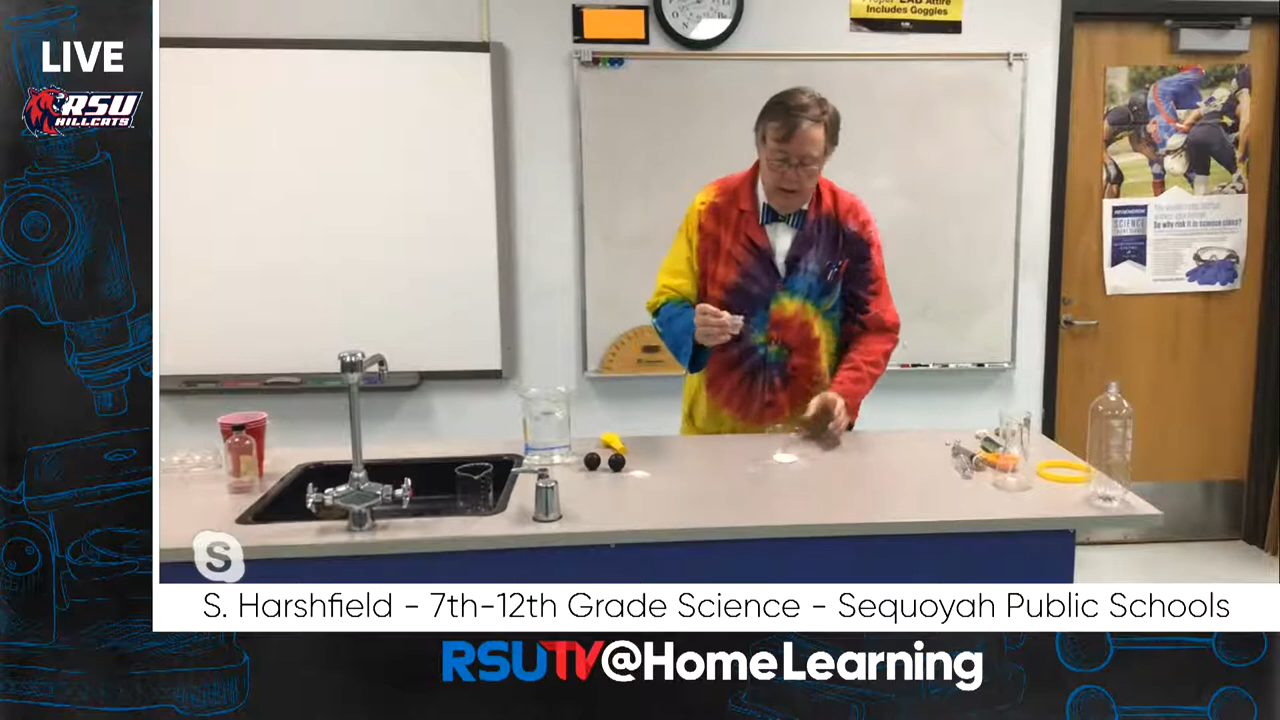 LIVE
RSU
HILLCATS
Proper LAB Attire
Includes Goggles
SCIENCE
So why risk it in science class?
S
S. Harshfield - 7th-12th Grade Science - Sequoyah Public Schools
RSUTV@HomeLearning